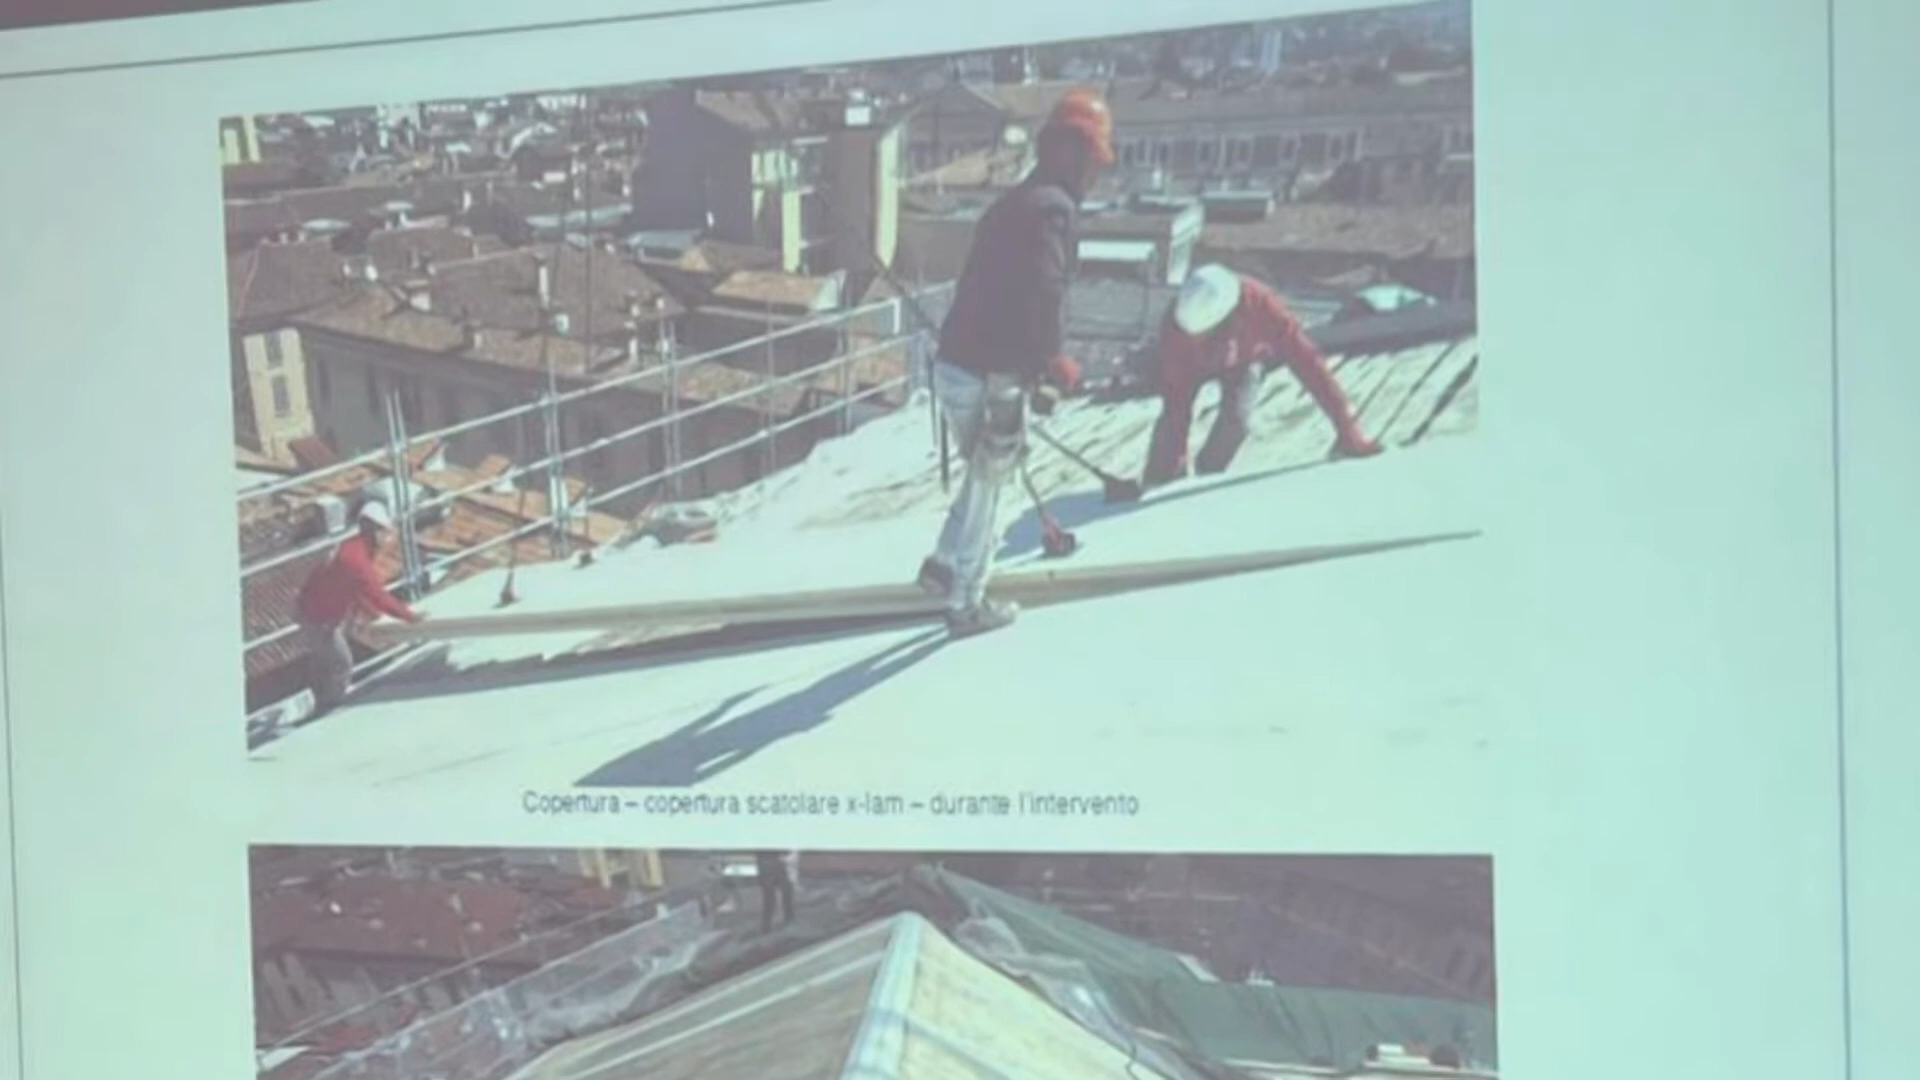 Copertura – copertura scatolare x-lam – durante l'intervento